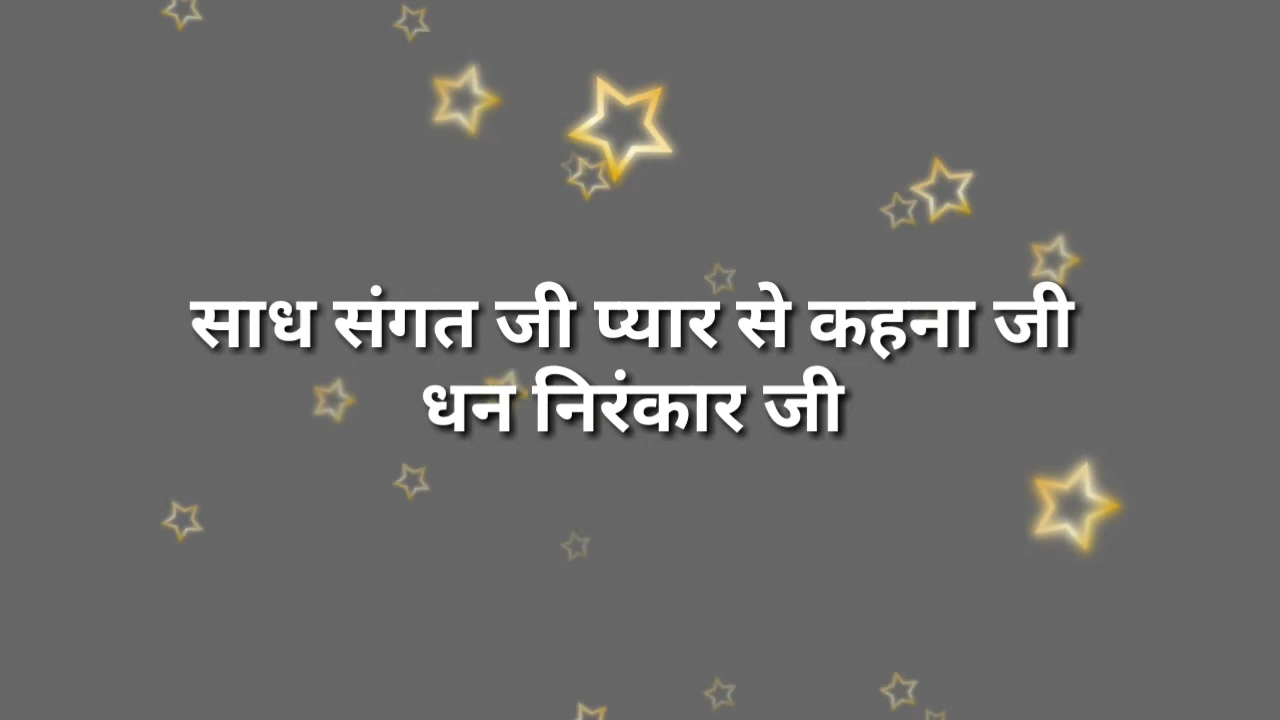 साध संगत जी प्यार से कहना जी
धन निरंकार जी